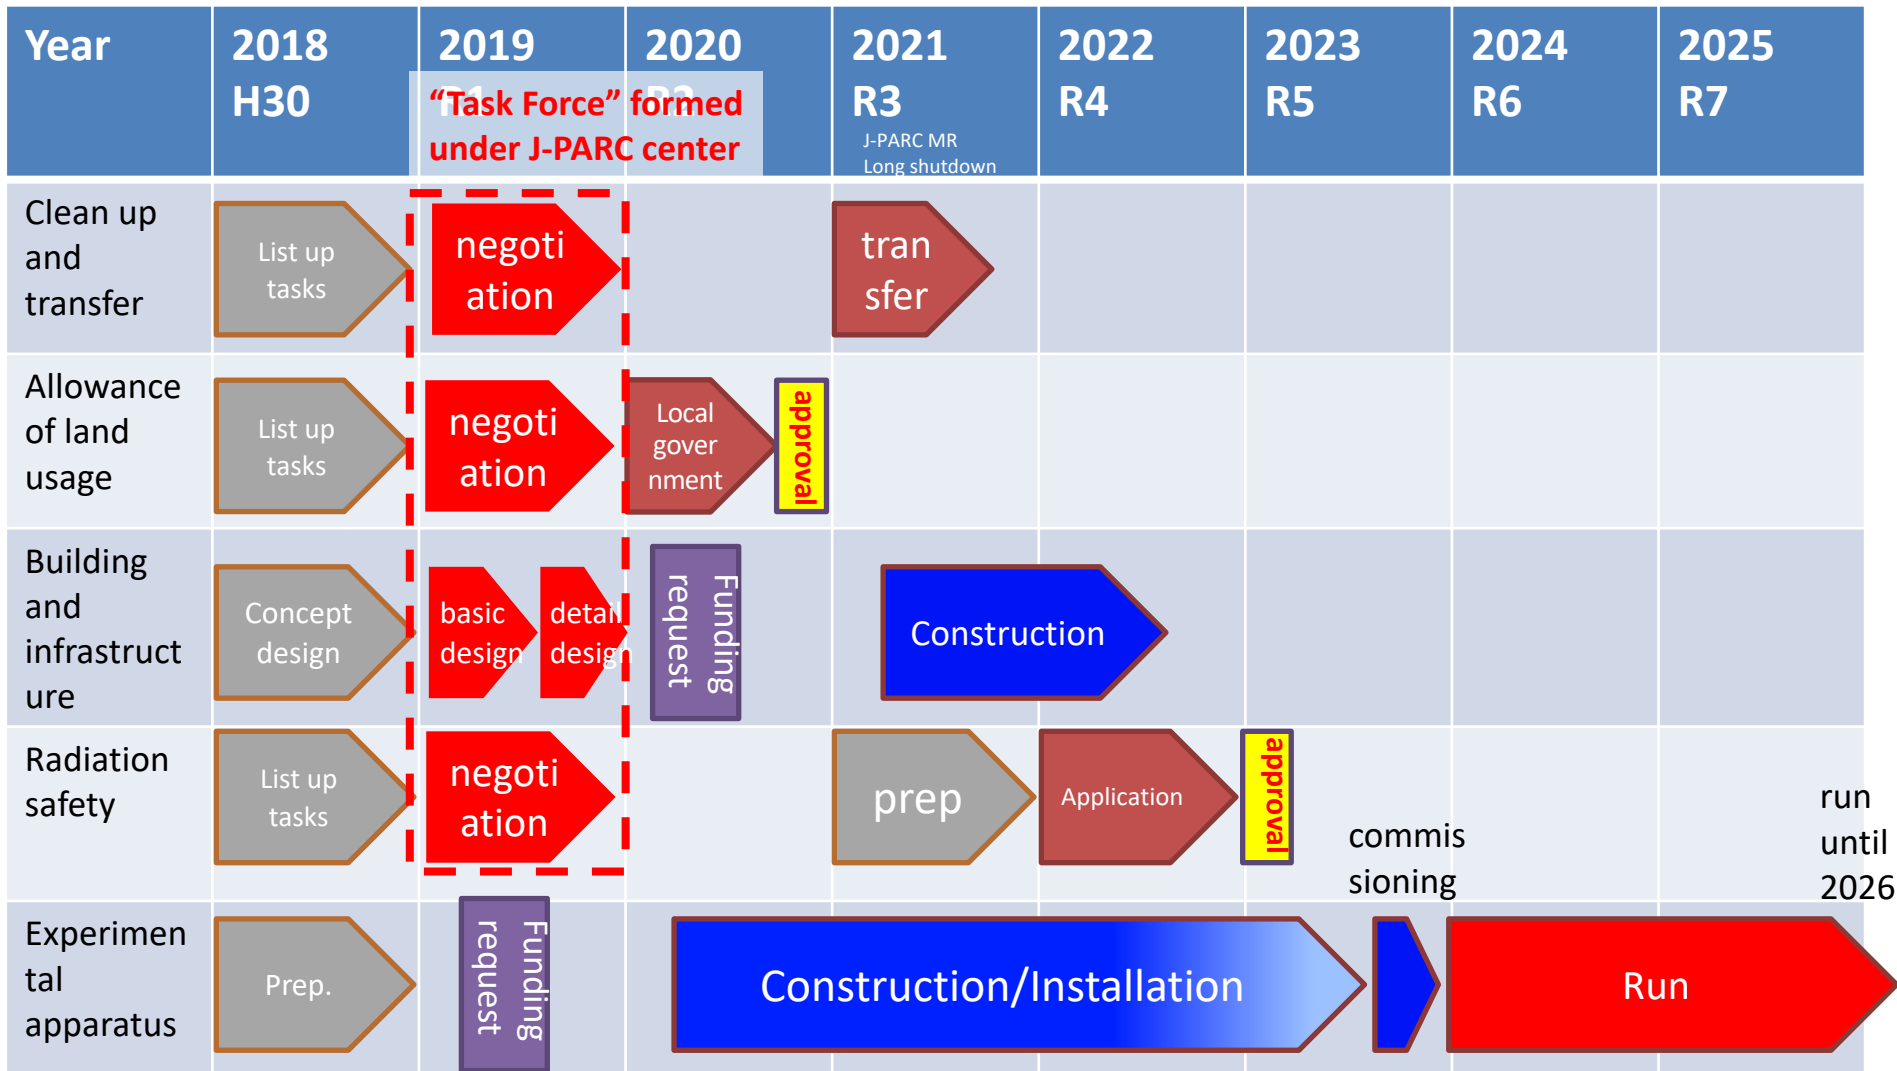 Year
2018
H30
2019
R1
2020
R2
2021
R3
J-PARC MR
Long shutdown
2022
R4
2023
R5
2024
R6
2025
R7
“Task Force” formed
under J-PARC center
Clean up
and
transfer
List up
tasks
negoti
ation
tran
sfer
Allowance
of land
usage
List up
tasks
negoti
ation
Local
gover
nment
approval
Building
and
infrastruct
ure
Concept
design
basic
design
detail
design
Funding
request
Construction
Radiation
safety
List up
tasks
negoti
ation
prep
Application
approval
commis
sioning
run
until
2026
Experimen
tal
apparatus
Prep.
Funding
request
Construction/Installation
Run